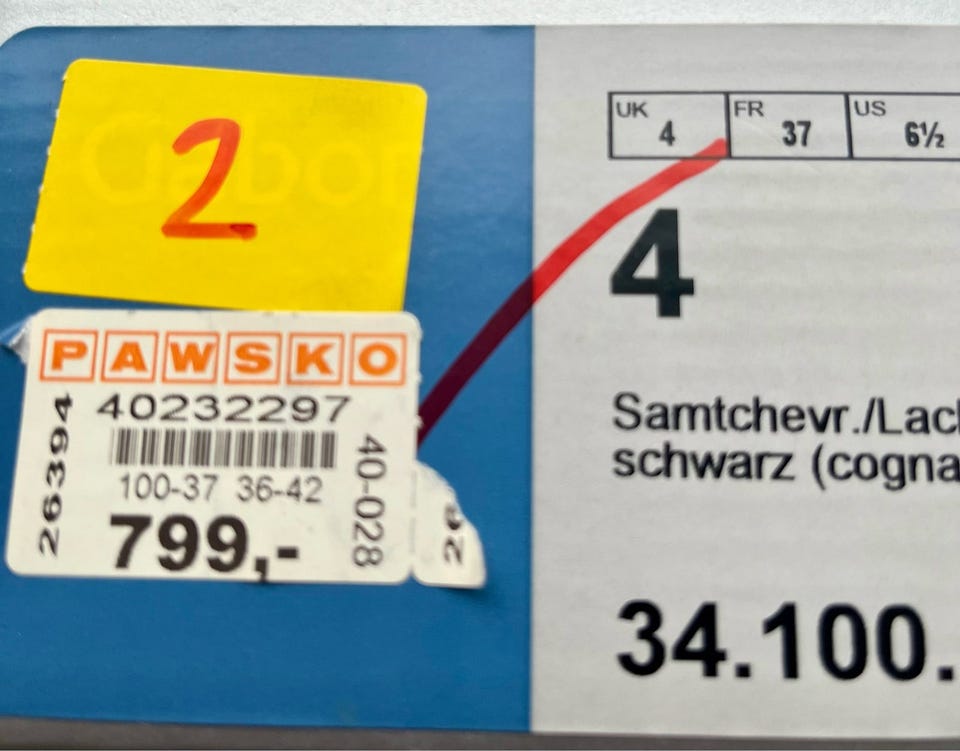 2
PAWSKO
40232297
26394
100-37 36-42
40-028
799,-
26
UK 4 FR 37 US 6½
4
Samtchevr./Lac
schwarz (cogna
34.100.